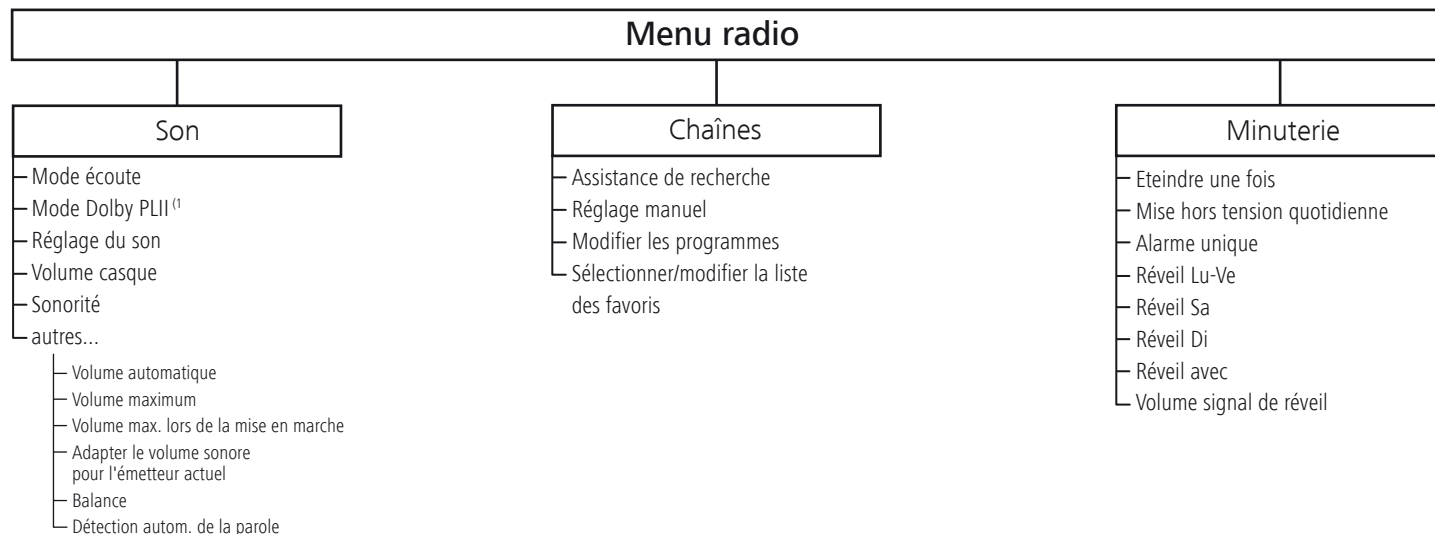 Menu radio
Son
Mode écoute
Mode Dolby PLII (1
Réglage du son
Volume casque
Sonorité
autres...
Volume automatique
Volume maximum
Volume max. lors de la mise en marche
Adapter le volume sonore
pour l'émetteur actuel
Balance
Détection autom. de la parole
Chaînes
Assistance de recherche
Réglage manuel
Modifier les programmes
Sélectionner/modifier la liste
des favoris
Minuterie
Eteindre une fois
Mise hors tension quotidienne
Alarme unique
Réveil Lu-Ve
Réveil Sa
Réveil Di
Réveil avec
Volume signal de réveil